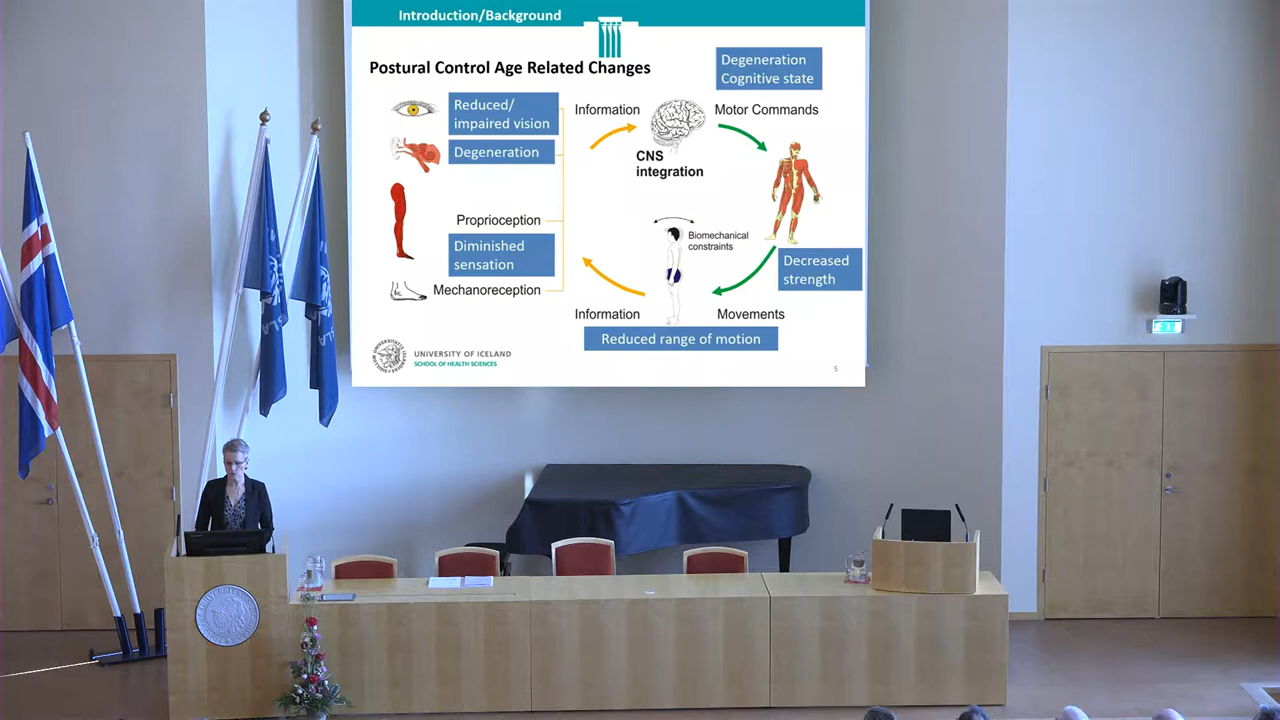 Introduction/Background
Postural Control Age Related Changes
Degeneration
Cognitive state
Reduced/
impaired vision
Information
Motor Commands
Degeneration
CNS
integration
Proprioception
Biomechanical
constraints
Diminished
sensation
Decreased
strength
Mechanoreception
Information
Movements
Reduced range of motion
UNIVERSITY OF ICELAND
SCHOOL OF HEALTH SCIENCES
5